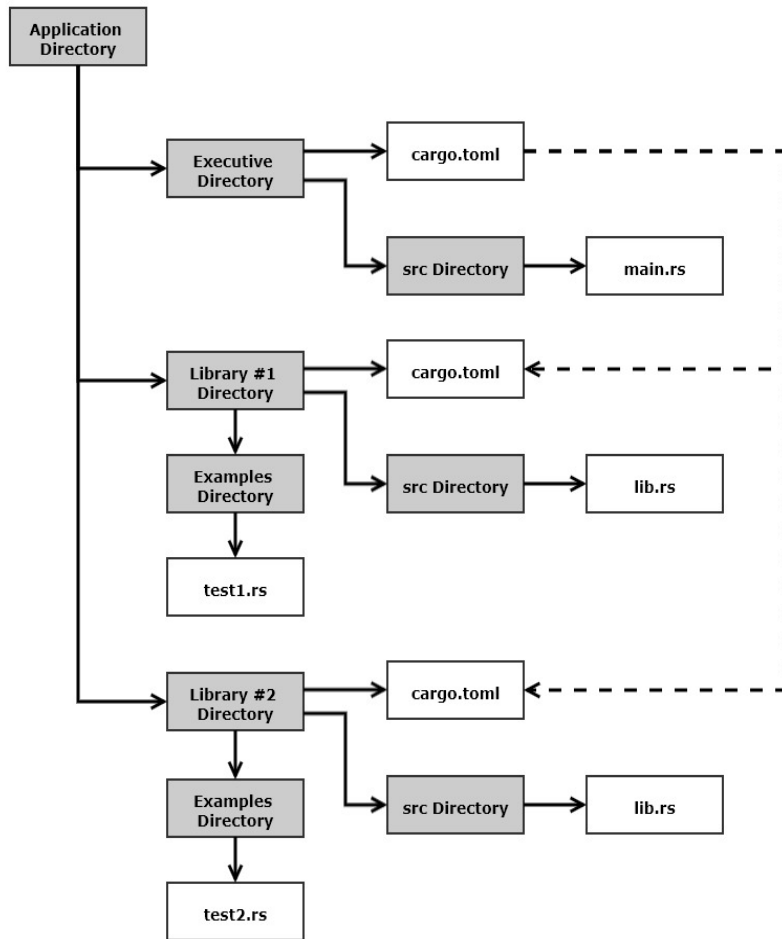 Application
Directory
Executive
Directory
cargo.toml
src Directory
main.rs
Library #1
Directory
cargo.toml
Examples
Directory
src Directory
lib.rs
test1.rs
Library #2
Directory
cargo.toml
Examples
Directory
src Directory
lib.rs
test2.rs